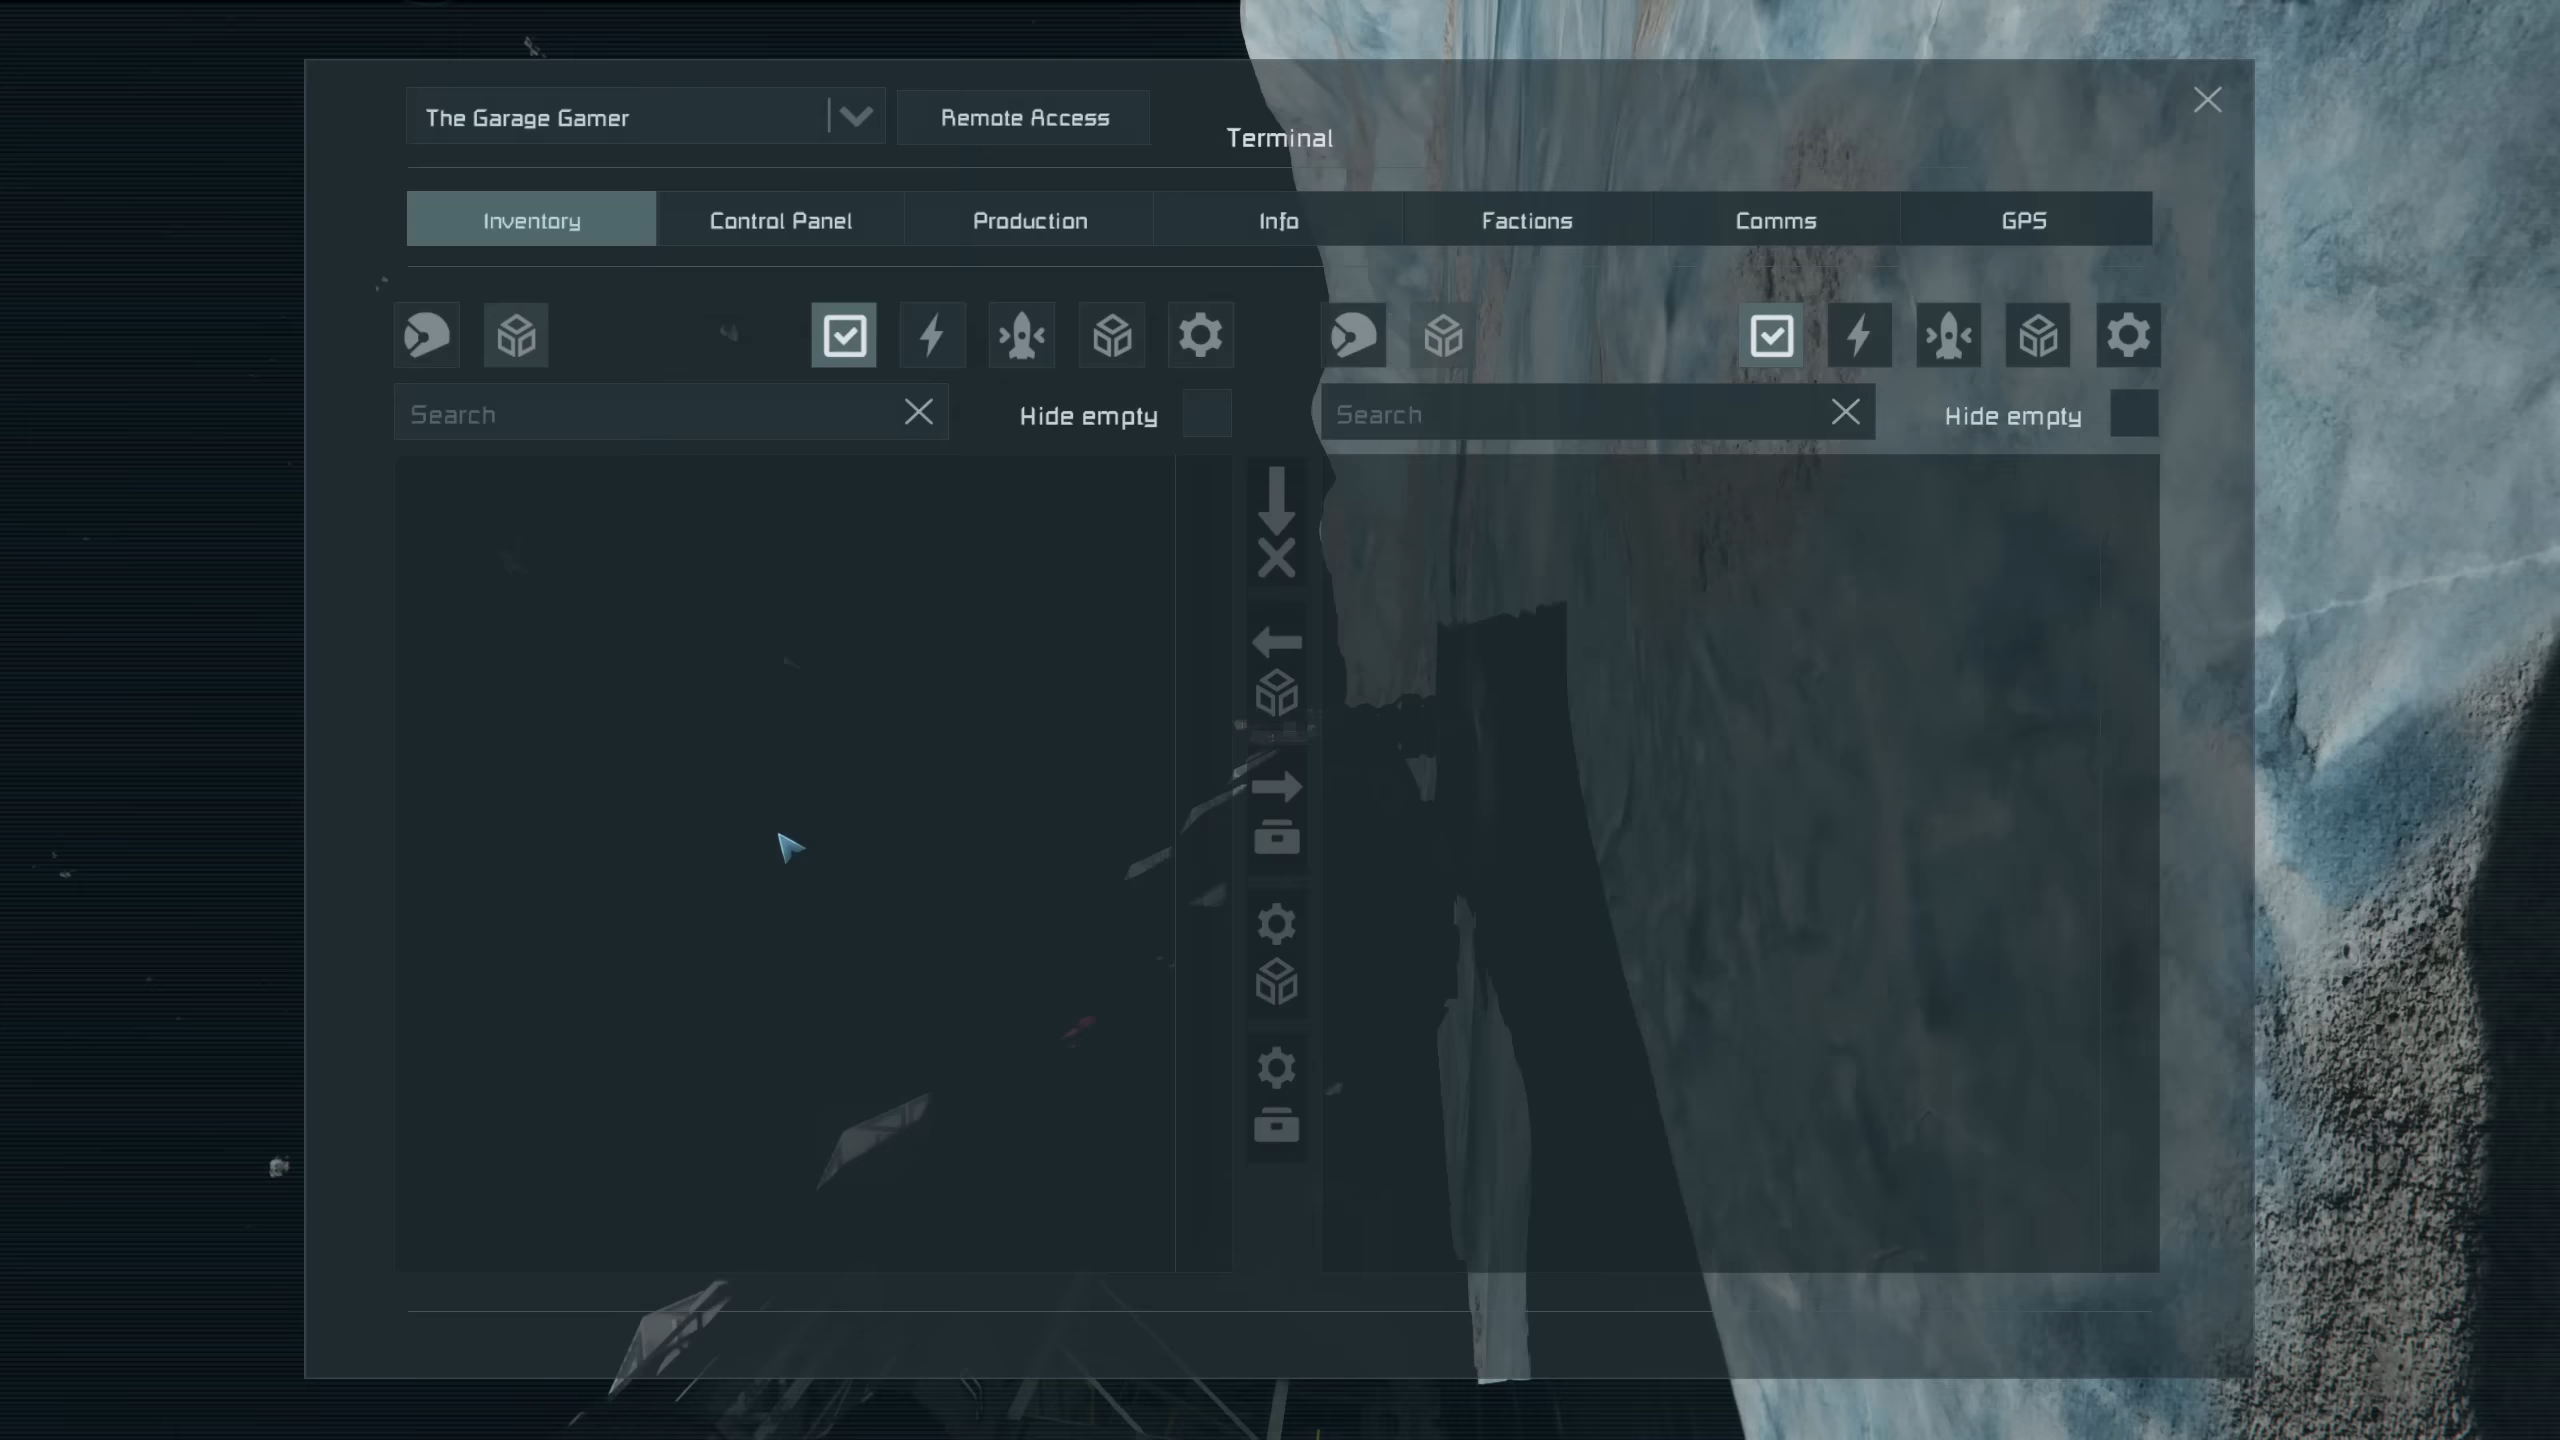 The Garage Gamer
Remote Access
Terminal
Inventory
Control Panel
Production
Info
Factions
Comms
GPS
Search
Hide empty
Search
Hide empty